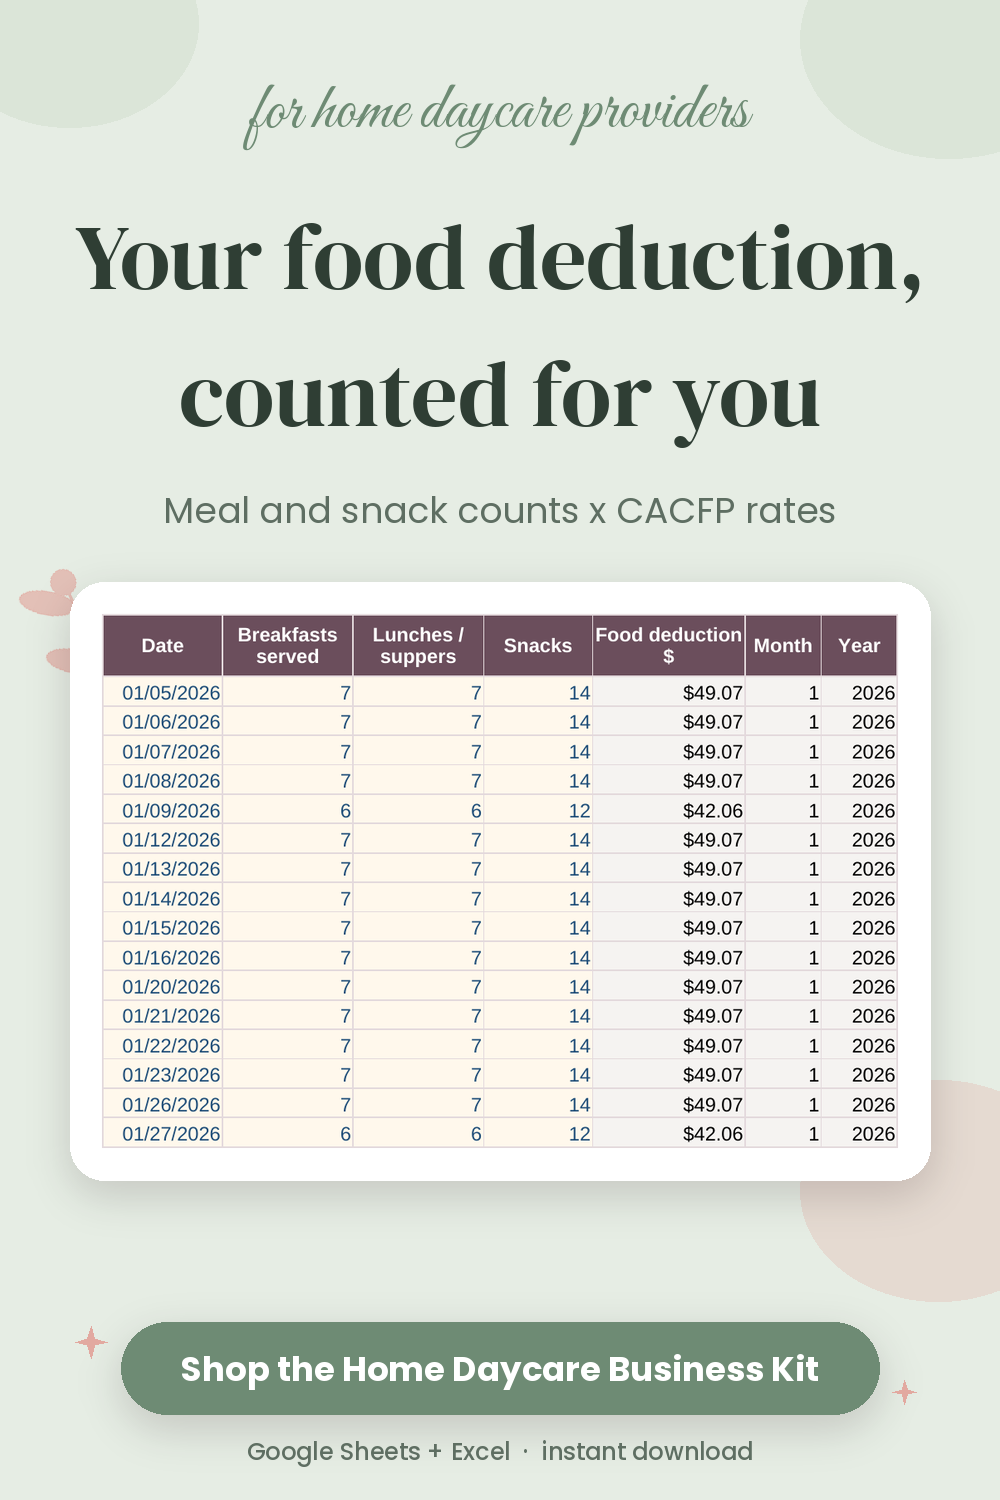 for home daycare providers
Your food deduction,
counted for you
Meal and snack counts x CACFP rates
Date Breakfasts served Lunches / suppers Snacks Food deduction $ Month Year
01/05/2026 7 7 14 $49.07 1 2026
01/06/2026 7 7 14 $49.07 1 2026
01/07/2026 7 7 14 $49.07 1 2026
01/08/2026 7 7 14 $49.07 1 2026
01/09/2026 6 6 12 $42.06 1 2026
01/12/2026 7 7 14 $49.07 1 2026
01/13/2026 7 7 14 $49.07 1 2026
01/14/2026 7 7 14 $49.07 1 2026
01/15/2026 7 7 14 $49.07 1 2026
01/16/2026 7 7 14 $49.07 1 2026
01/20/2026 7 7 14 $49.07 1 2026
01/21/2026 7 7 14 $49.07 1 2026
01/22/2026 7 7 14 $49.07 1 2026
01/23/2026 7 7 14 $49.07 1 2026
01/26/2026 7 7 14 $49.07 1 2026
01/27/2026 6 6 12 $42.06 1 2026
Shop the Home Daycare Business Kit
Google Sheets + Excel · instant download